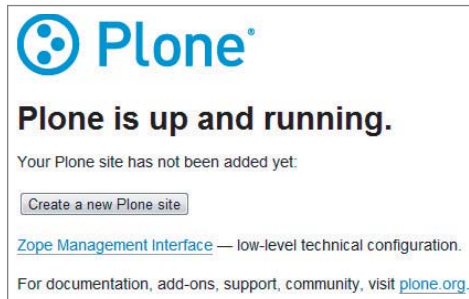 Plone®
Plone is up and running.
Your Plone site has not been added yet:
Create a new Plone site
Zope Management Interface — low-level technical configuration.
For documentation, add-ons, support, community, visit plone.org.